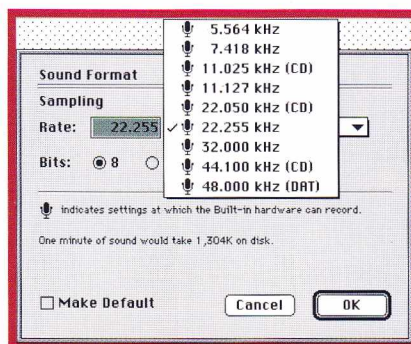 5.564 kHz
7.418 kHz
11.025 kHz (CD)
11.127 kHz
22.050 kHz (CD)
22.255 kHz
32.000 kHz
44.100 kHz (CD)
48.000 kHz (DAT)
Sound Format
Sampling
Rate: 22.255
Bits: 8
indicates settings at which the Built-in hardware can record.
One minute of sound would take 1,304K on disk.
Make Default
Cancel
OK